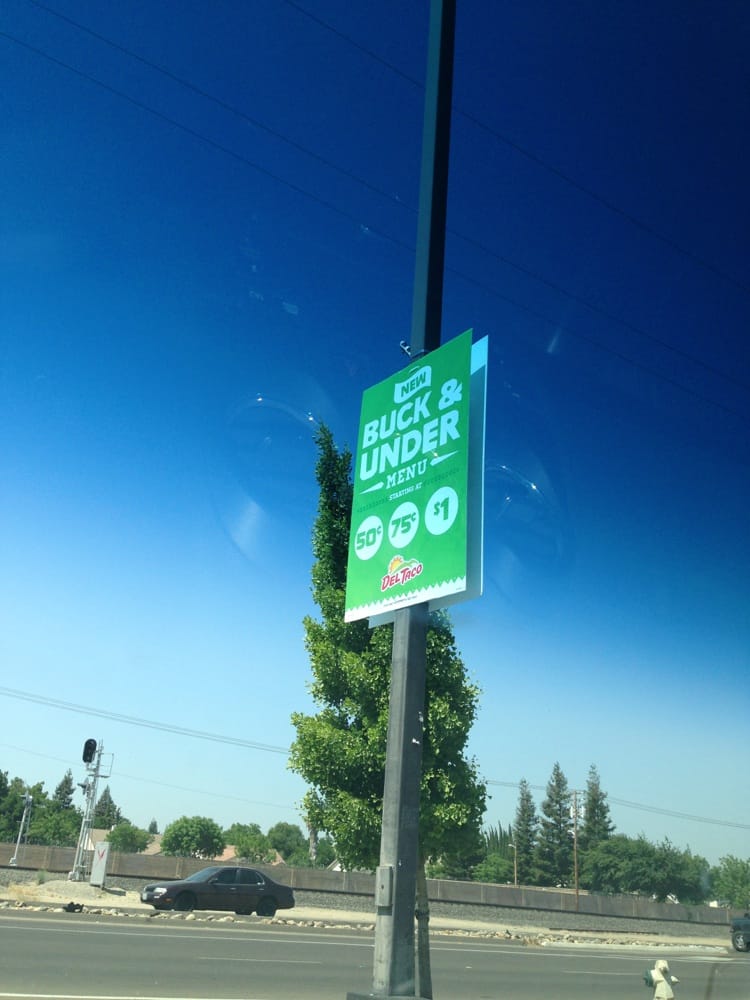 NEW
BUCK &
UNDER
MENU
STARTING AT
50¢ 75¢ $1
DEL TACO